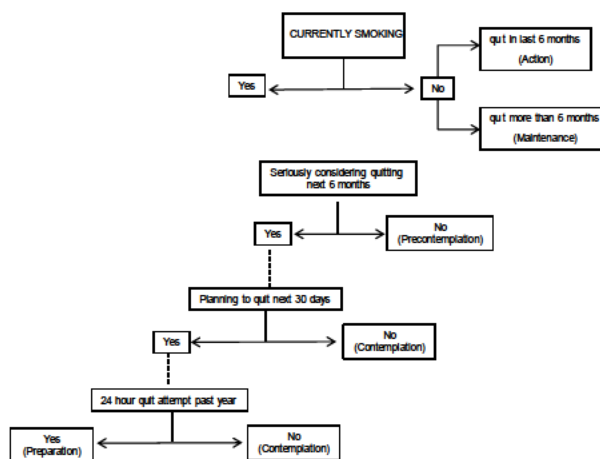 CURRENTLY SMOKING
quit in last 6 months
(Action)
Yes
No
quit more than 6 months
(Maintenance)
Seriously considering quitting
next 6 months
Yes
No
(Precontemplation)
Planning to quit next 30 days
Yes
No
(Contemplation)
24 hour quit attempt past year
Yes
(Preparation)
No
(Contemplation)